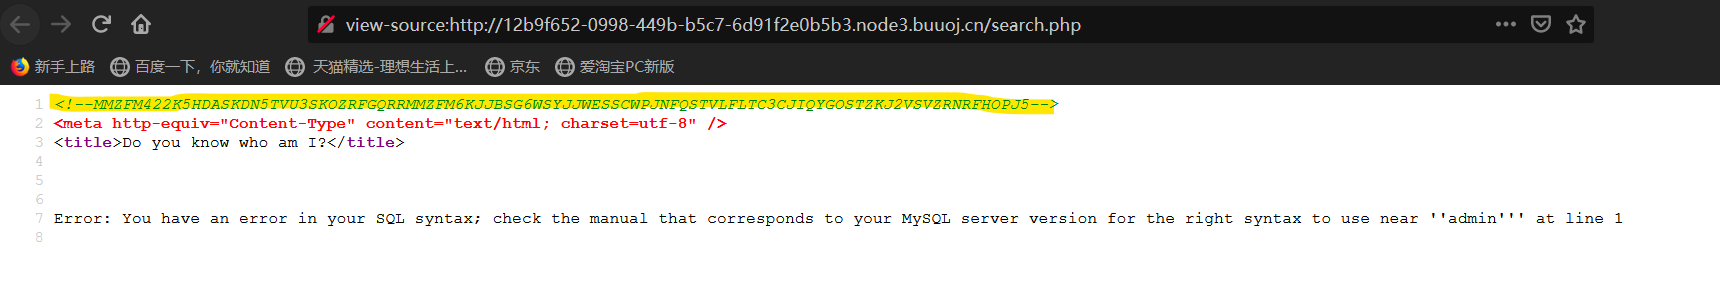 view-source:http://12b9f652-0998-449b-b5c7-6d91f2e0b5b3.node3.buuoj.cn/search.php
新手上路 百度一下，你就知道 天猫精选-理想生活上... 京东 爱淘宝PC新版
1 <!--MMZFM422K5HDASKDN5TVU3SKOZRFGQRRMMZFM6KJJBSG6WSYJJWESSCWPJNFQSTVLFLTC3CJIQYGOSTZKJ2VSVZRNRFHOPJ5-->
2 <meta http-equiv="Content-Type" content="text/html; charset=utf-8" />
3 <title>Do you know who am I?</title>
4
5
6
7 Error: You have an error in your SQL syntax; check the manual that corresponds to your MySQL server version for the right syntax to use near ''admin''' at line 1
8